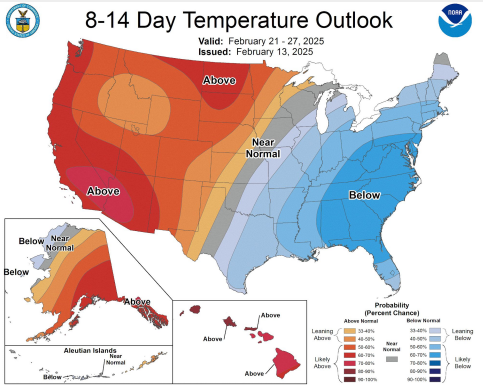 8-14 Day Temperature Outlook
Valid: February 21 - 27, 2025
Issued: February 13, 2025
NOAA
Above
Near
Normal
Above
Below
Below
Near
Normal
Below
Above
Aleutian Islands
Near
Normal
Below
Above
Above
Above
Probability
(Percent Chance)
Above Normal
Below Normal
Leaning
Above
Likely
Above
33-40%
40-50%
50-60%
60-70%
70-80%
80-90%
90-100%
Near
Normal
33-40%
40-50%
50-60%
60-70%
70-80%
80-90%
90-100%
Leaning
Below
Likely
Below